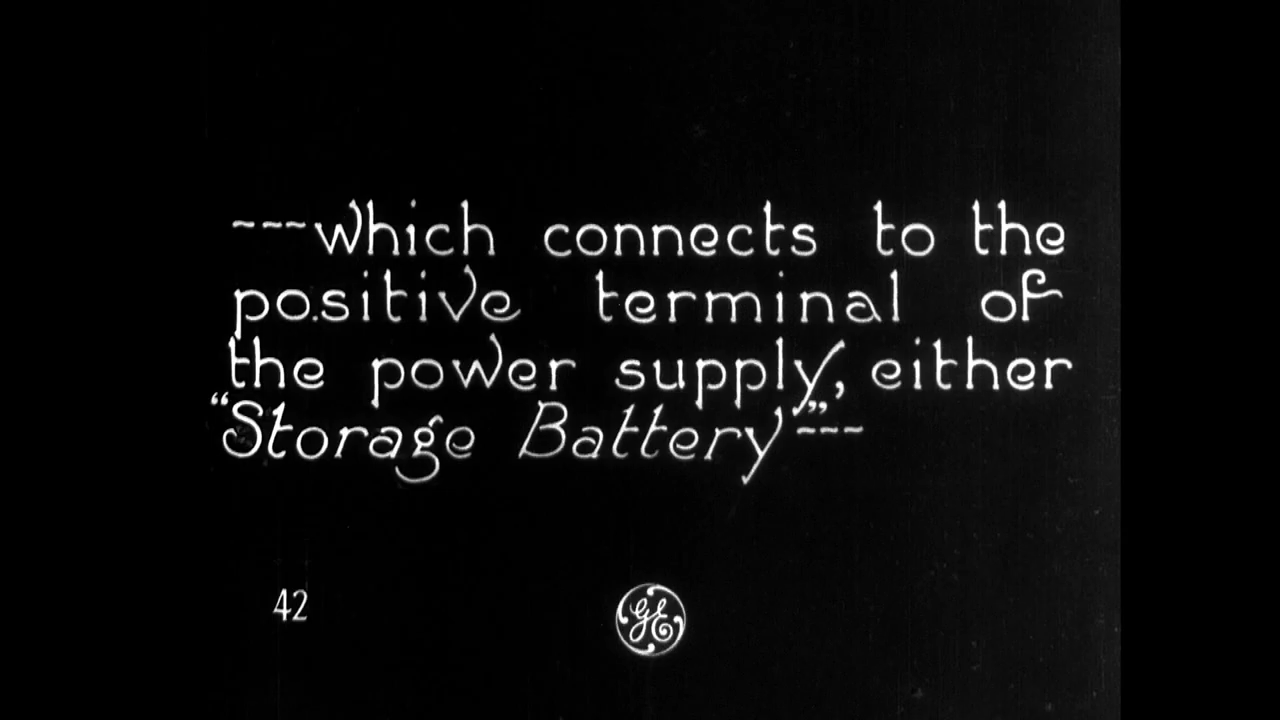 ---which connects to the
positive terminal of
the power supply, either
“Storage Battery”---
42
GE